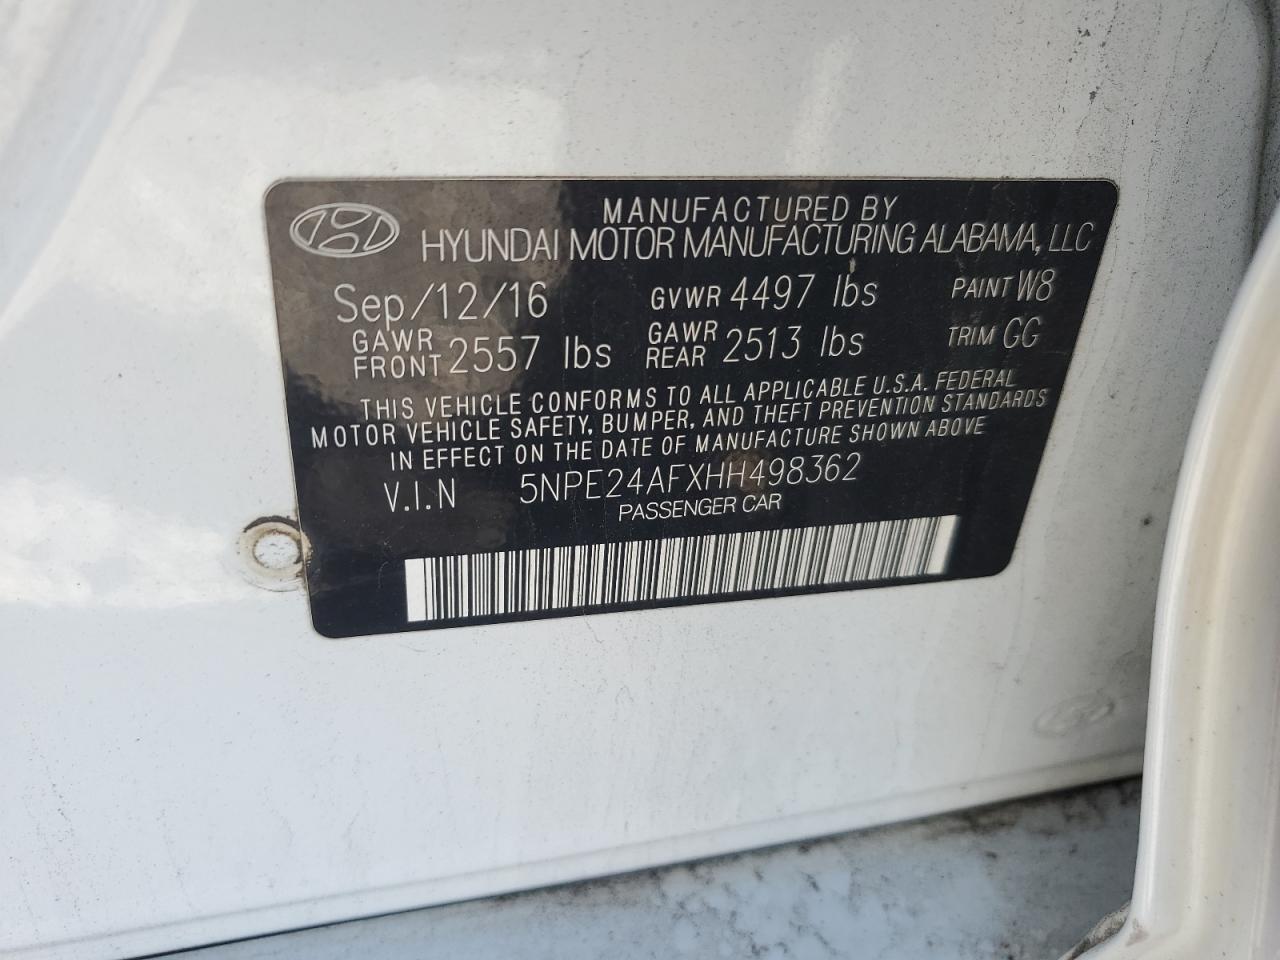 MANUFACTURED BY
HYUNDAI MOTOR MANUFACTURING ALABAMA, LLC
Sep/12/16 GVWR 4497 lbs PAINT W8
GAWR FRONT 2557 lbs GAWR REAR 2513 lbs TRIM GG
THIS VEHICLE CONFORMS TO ALL APPLICABLE U.S.A. FEDERAL
MOTOR VEHICLE SAFETY, BUMPER, AND THEFT PREVENTION STANDARDS
IN EFFECT ON THE DATE OF MANUFACTURE SHOWN ABOVE
V.I.N 5NPE24AFXHH498362
PASSENGER CAR